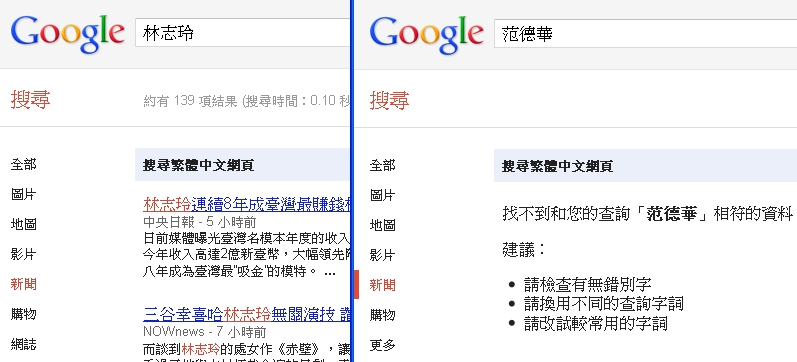 Google 林志玲
搜尋
約有 139 項結果 (搜尋時間：0.10 秒
全部
圖片
地圖
影片
新聞
購物
網誌
搜尋繁體中文網頁
林志玲連續8年成臺灣最賺錢
中央日報 - 5 小時前
日前媒體曝光臺灣名模本年度的收入
今年收入高達2億新臺幣，大幅領先
八年成為臺灣最"吸金"的模特。 ...
三谷幸喜哈林志玲無關演技
NOWnews - 7 小時前
而談到林志玲的處女作《赤壁》，讓
Google 范德華
搜尋
全部
圖片
地圖
影片
新聞
購物
更多
搜尋繁體中文網頁
找不到和您的查詢「范德華」相符的資料
建議：
• 請檢查有無錯別字
• 請換用不同的查詢字詞
• 請改試較常用的字詞